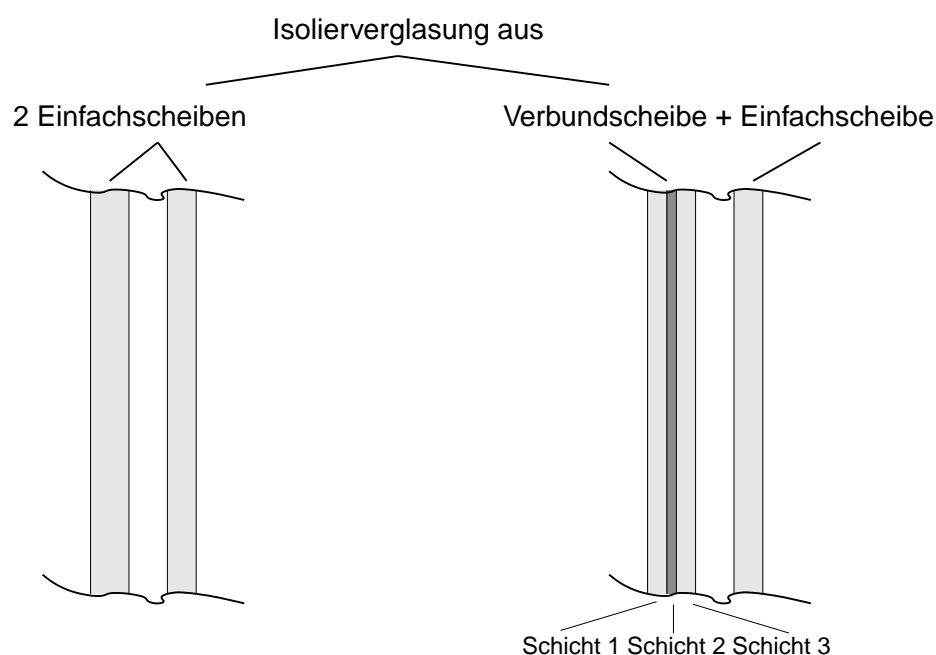 Isolierverglasung aus
2 Einfachscheiben
Verbundscheibe + Einfachscheibe
Schicht 1 Schicht 2 Schicht 3